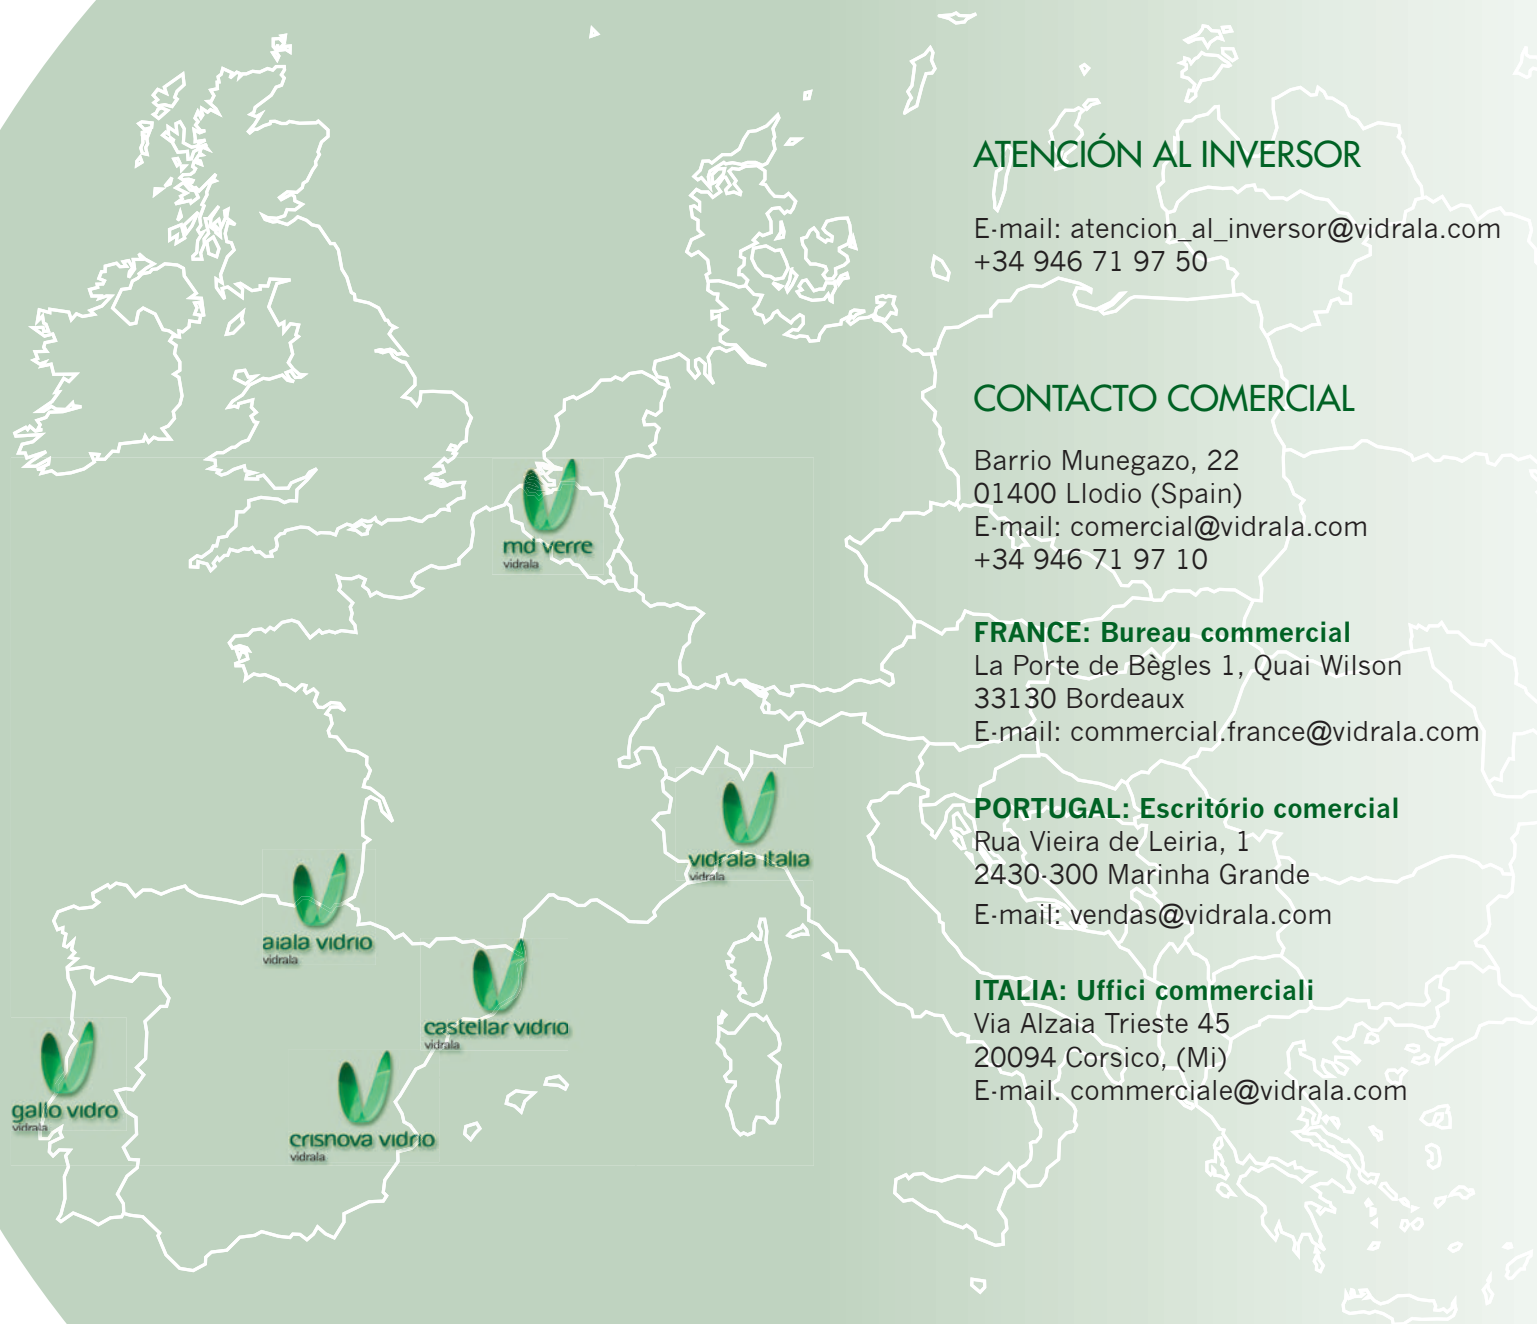 ATENCIÓN AL INVERSOR
E-mail: atencion_al_inversor@vidrala.com
+34 946 71 97 50
CONTACTO COMERCIAL
Barrio Munegazo, 22
01400 Llodio (Spain)
E-mail: comercial@vidrala.com
+34 946 71 97 10
FRANCE: Bureau commercial
La Porte de Bègles 1, Quai Wilson
33130 Bordeaux
E-mail: commercial.france@vidrala.com
PORTUGAL: Escritório comercial
Rua Vieira de Leiria, 1
2430-300 Marinha Grande
E-mail: vendas@vidrala.com
ITALIA: Uffici commerciali
Via Alzaia Trieste 45
20094 Corsico, (Mi)
E-mail. commerciale@vidrala.com
md verre
vidrala
vidrala italia
vidrala
aiala vidrio
vidrala
castellar vidrio
vidrala
gallo vidro
vidrala
crisnova vidrio
vidrala